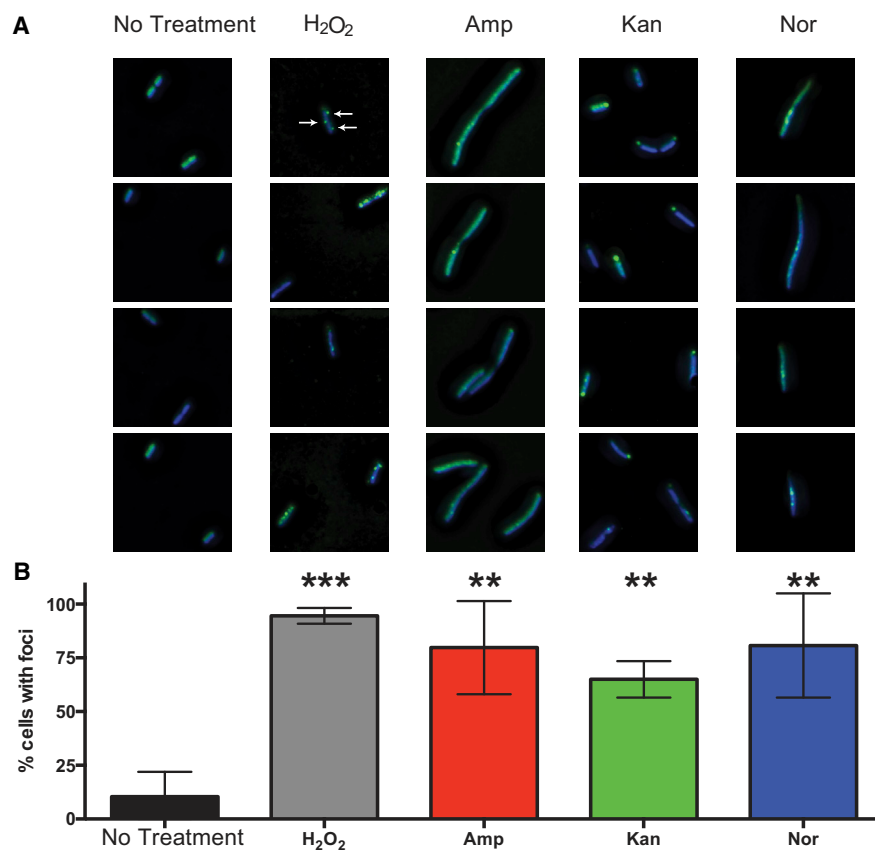 A
No Treatment H₂O₂ Amp Kan Nor
B
*** ** ** **
% cells with foci
100
75
50
25
0
No Treatment H₂O₂ Amp Kan Nor